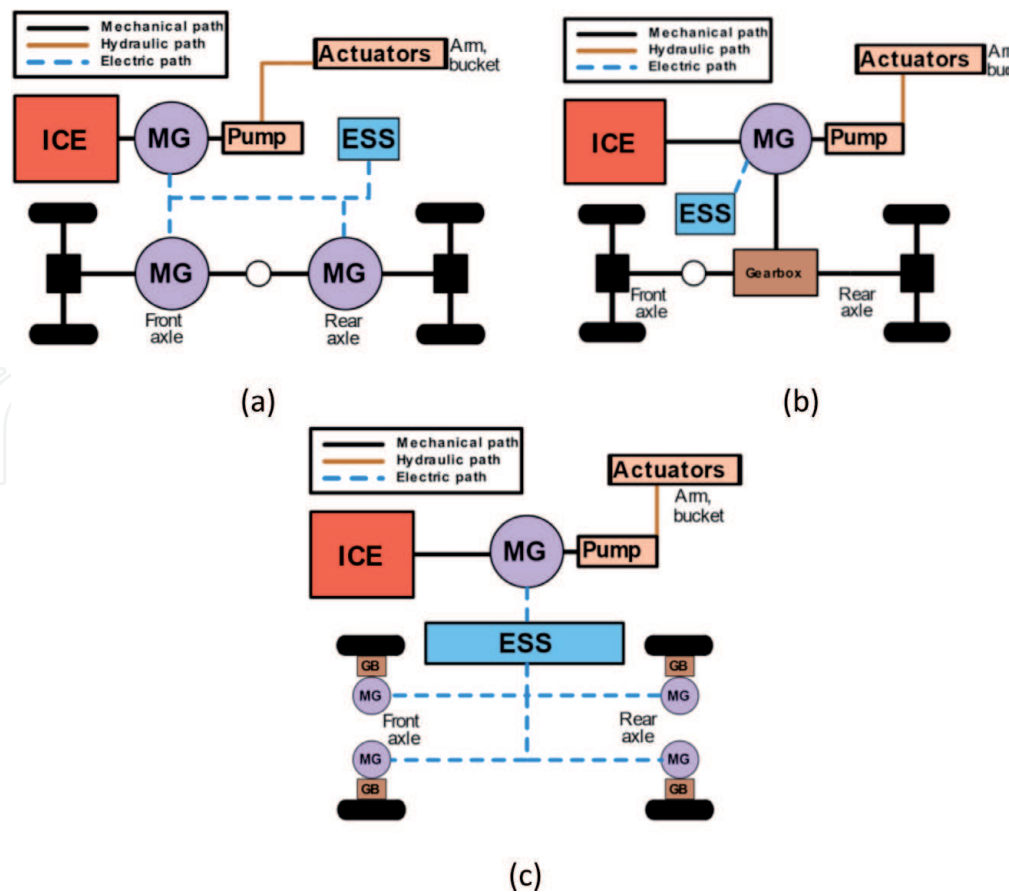 Mechanical path
Hydraulic path
Electric path
Actuators
Arm,
bucket
ICE
MG
Pump
ESS
MG
MG
Front
axle
Rear
axle
(a)
Mechanical path
Hydraulic path
Electric path
Actuators
Arm,
buc
ICE
MG
Pump
ESS
Gearbox
Front
axle
Rear
axle
(b)
Mechanical path
Hydraulic path
Electric path
Actuators
Arm,
bucket
ICE
MG
Pump
ESS
GB
GB
MG
MG
Front
axle
Rear
axle
MG
MG
GB
GB
(c)